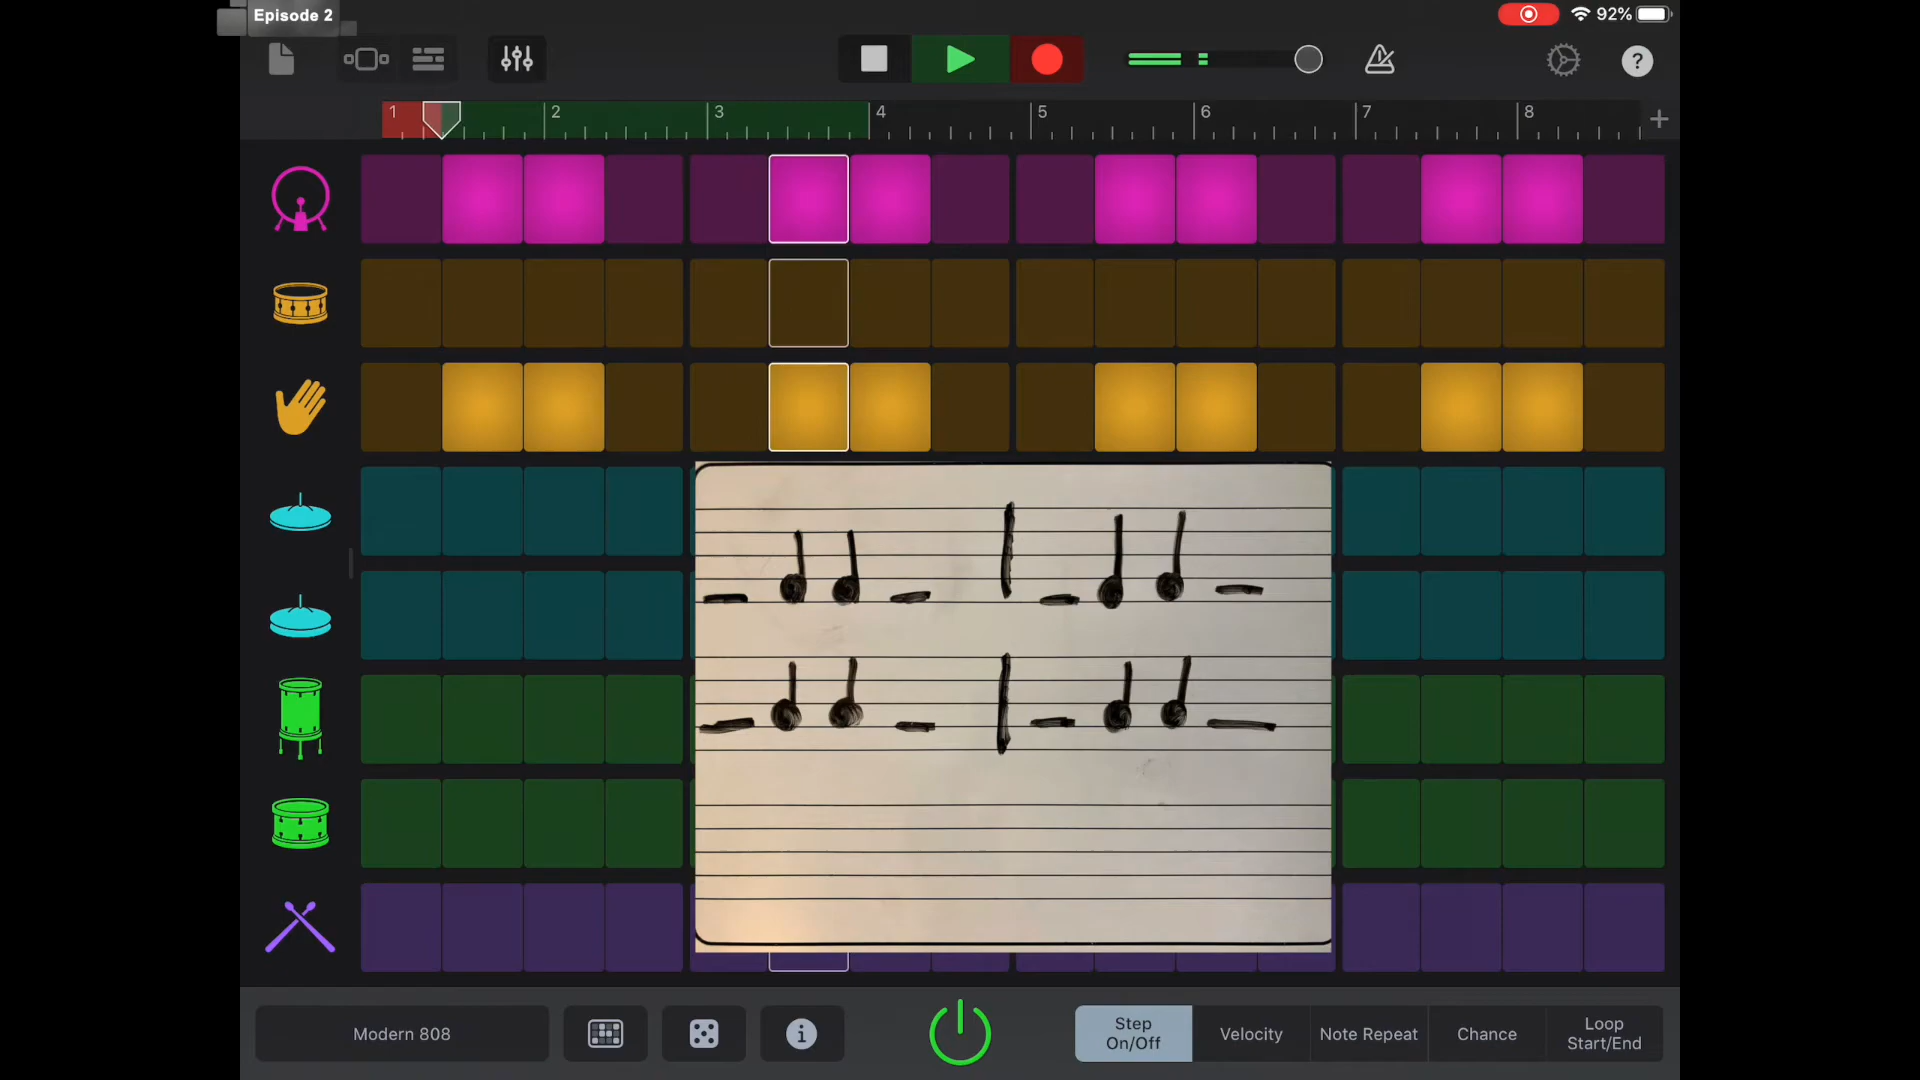 Episode 2
92%
?
1 2 3 4 5 6 7 8 +
Modern 808
i
Step
On/Off
Velocity
Note Repeat
Chance
Loop
Start/End